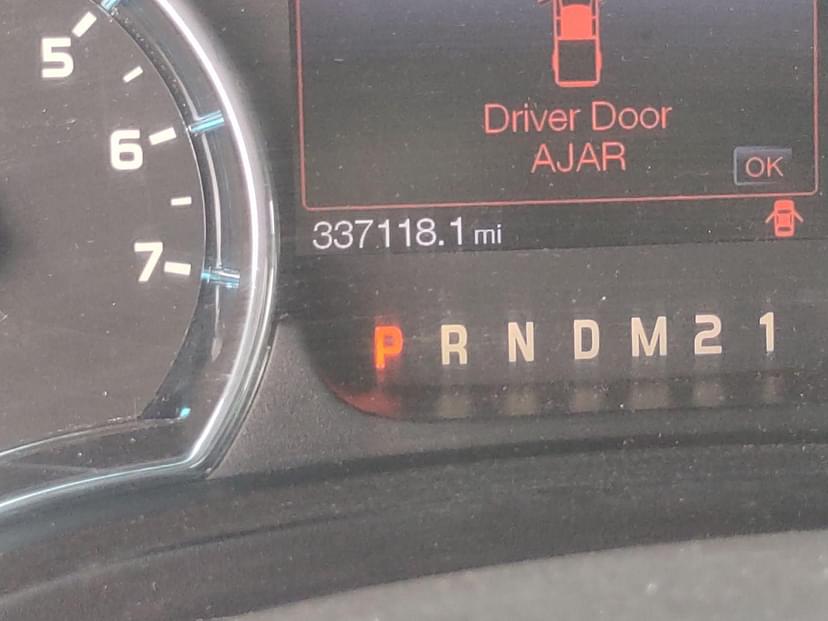 5
6
7
Driver Door
AJAR
OK
337118.1 mi
P R N D M 2 1